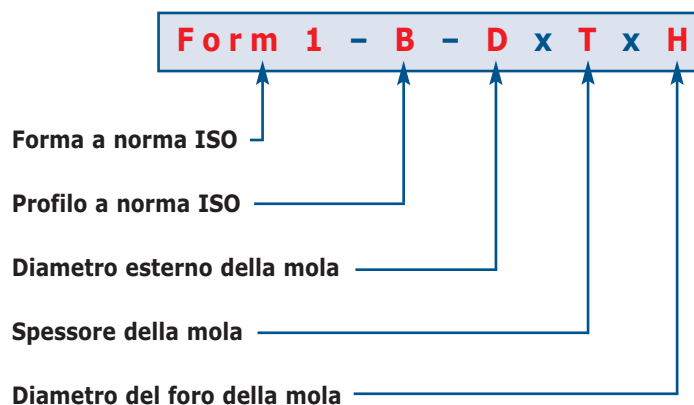 Form 1 – B – D x T x H
Forma a norma ISO
Profilo a norma ISO
Diametro esterno della mola
Spessore della mola
Diametro del foro della mola